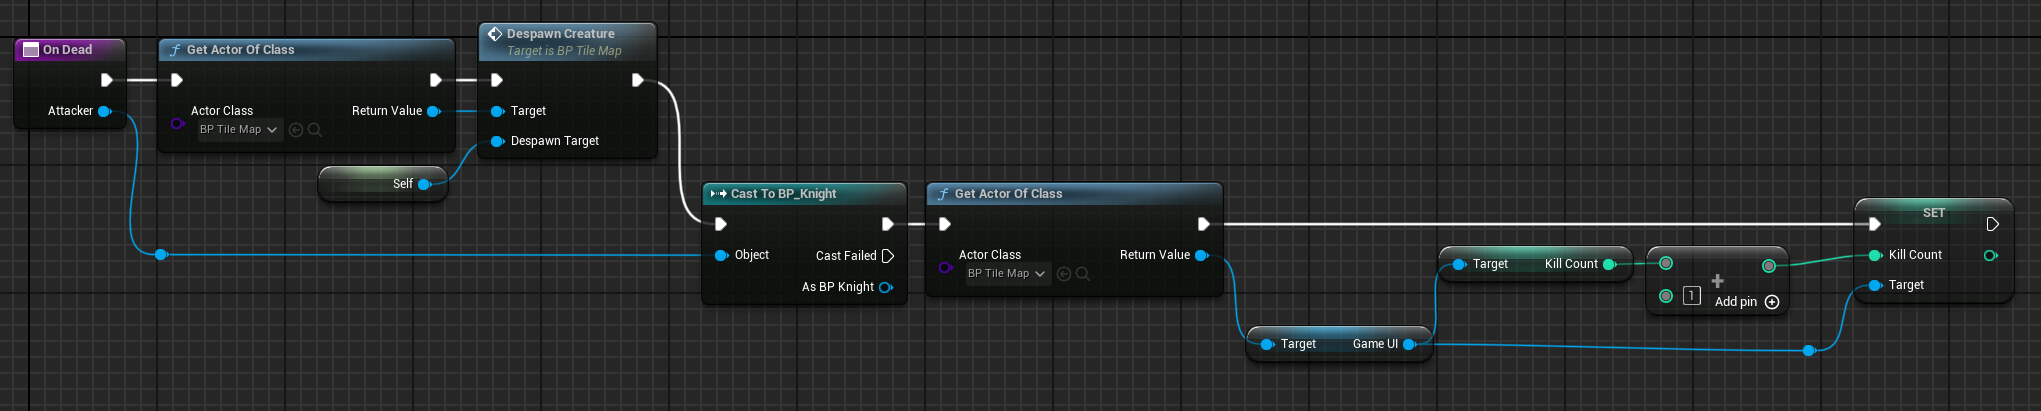 On Dead
Attacker
Get Actor Of Class
Actor Class
BP Tile Map
Return Value
Self
Despawn Creature
Target is BP Tile Map
Target
Despawn Target
Cast To BP_Knight
Object
Cast Failed
As BP Knight
Get Actor Of Class
Actor Class
BP Tile Map
Return Value
Target Game UI
Target Kill Count
1
Add pin
SET
Kill Count
Target